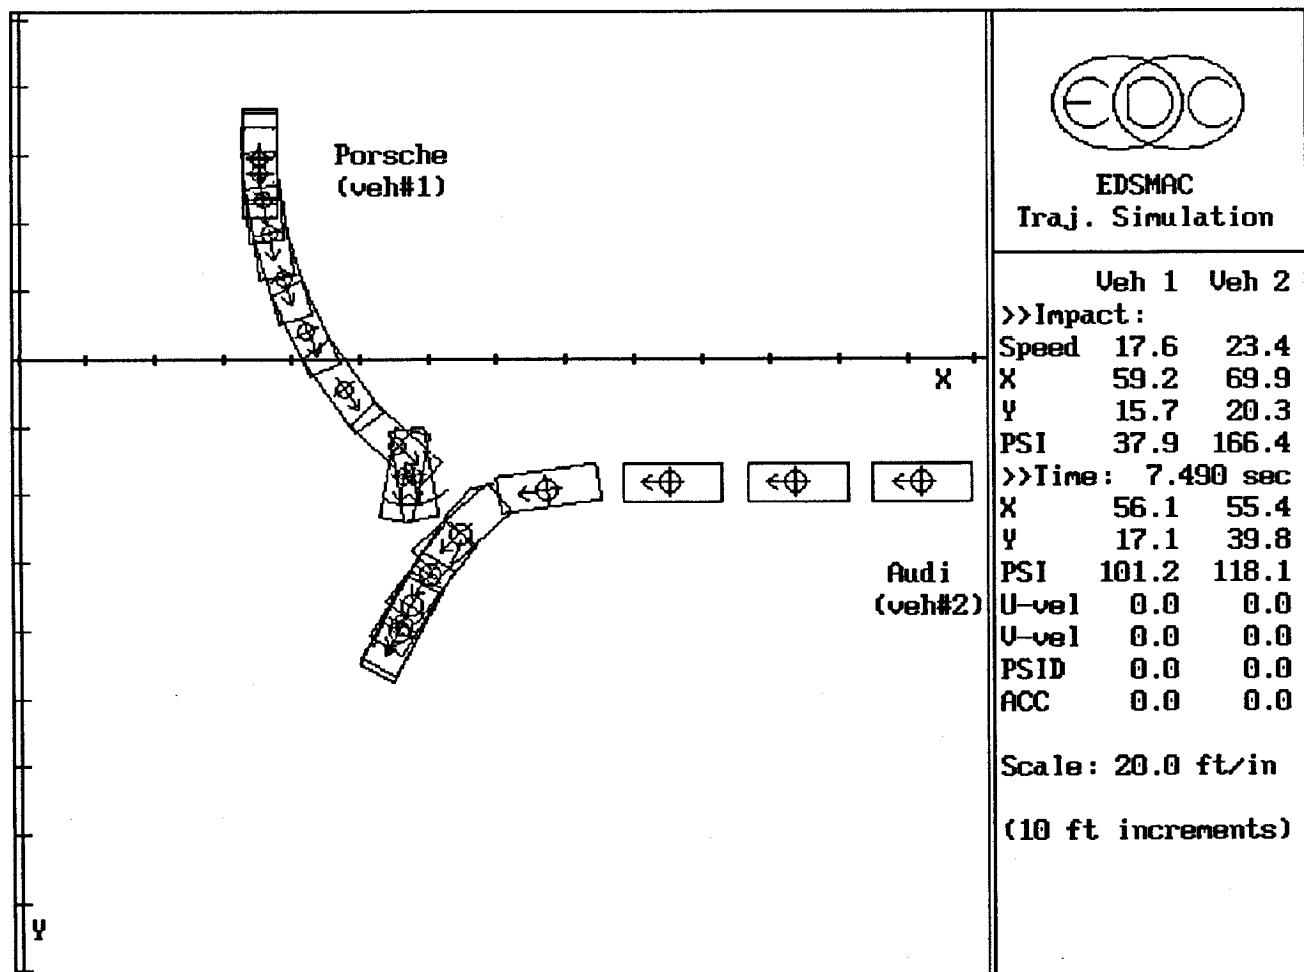 Porsche
(veh#1)
X
Audi
(veh#2)
Y
EDC
EDSMAC
Traj. Simulation
Veh 1 Veh 2
>>Impact:
Speed 17.6 23.4
X 59.2 69.9
Y 15.7 20.3
PSI 37.9 166.4
>>Time: 7.490 sec
X 56.1 55.4
Y 17.1 39.8
PSI 101.2 118.1
U-vel 0.0 0.0
V-vel 0.0 0.0
PSID 0.0 0.0
ACC 0.0 0.0
Scale: 20.0 ft/in
(10 ft increments)